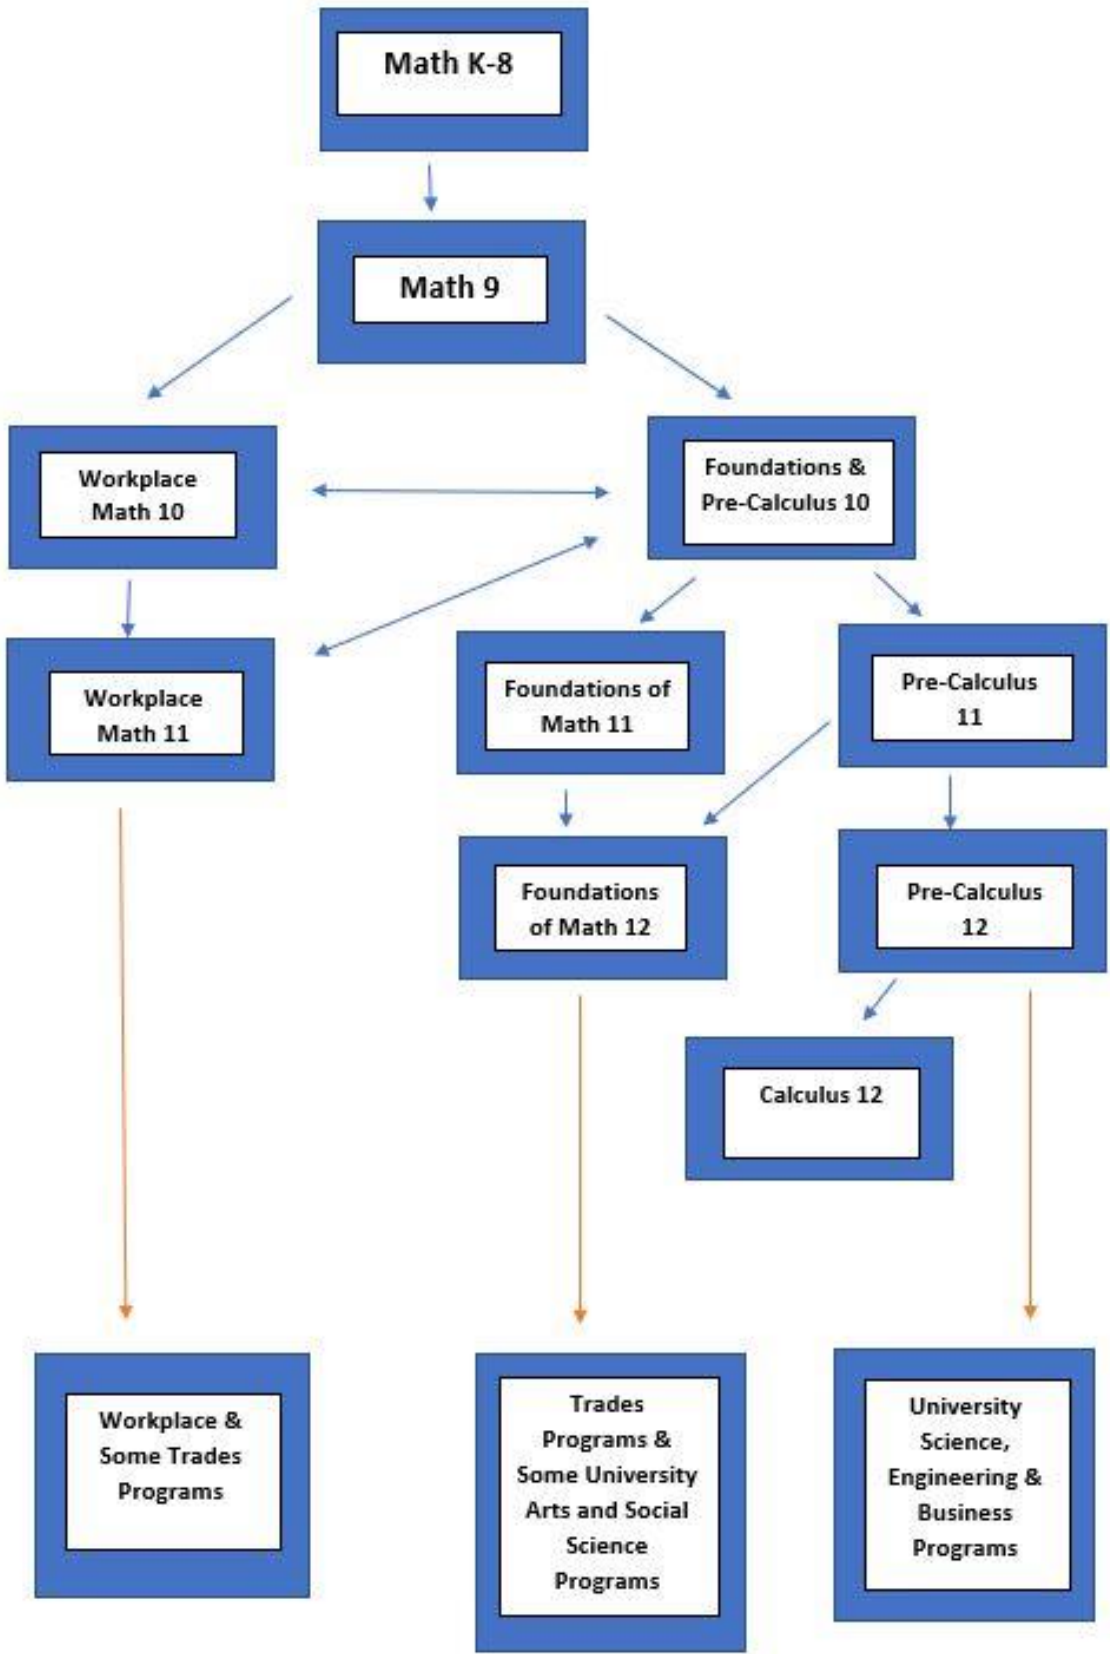 Math K-8
Math 9
Workplace
Math 10
Foundations &
Pre-Calculus 10
Workplace
Math 11
Foundations of
Math 11
Pre-Calculus
11
Foundations
of Math 12
Pre-Calculus
12
Calculus 12
Workplace &
Some Trades
Programs
Trades
Programs &
Some University
Arts and Social
Science
Programs
University
Science,
Engineering &
Business
Programs